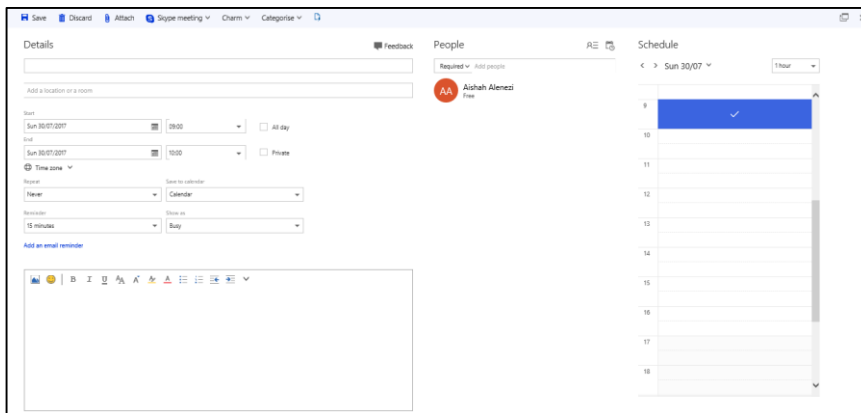 Save Discard Attach Skype meeting Charm Categorise
Details
Feedback
Add a location or a room
Start
Sun 30/07/2017 09:00 All day
End
Sun 30/07/2017 10:00 Private
Time zone
Repeat Save to calendar
Never Calendar
Reminder Show as
15 minutes Busy
Add an email reminder
B I U
People
Required Add people
AA Aishah Alenezi
Free
Schedule
< > Sun 30/07 1 hour
9
10
11
12
13
14
15
16
17
18